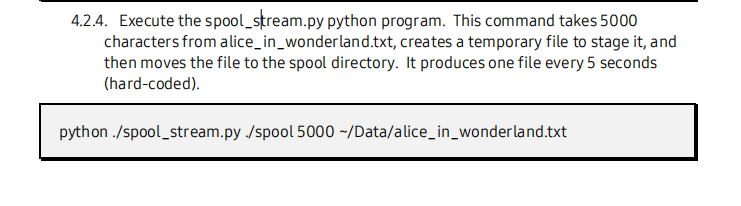 4.2.4. Execute the spool_stream.py python program. This command takes 5000
characters from alice_in_wonderland.txt, creates a temporary file to stage it, and
then moves the file to the spool directory. It produces one file every 5 seconds
(hard-coded).
python ./spool_stream.py ./spool 5000 ~/Data/alice_in_wonderland.txt